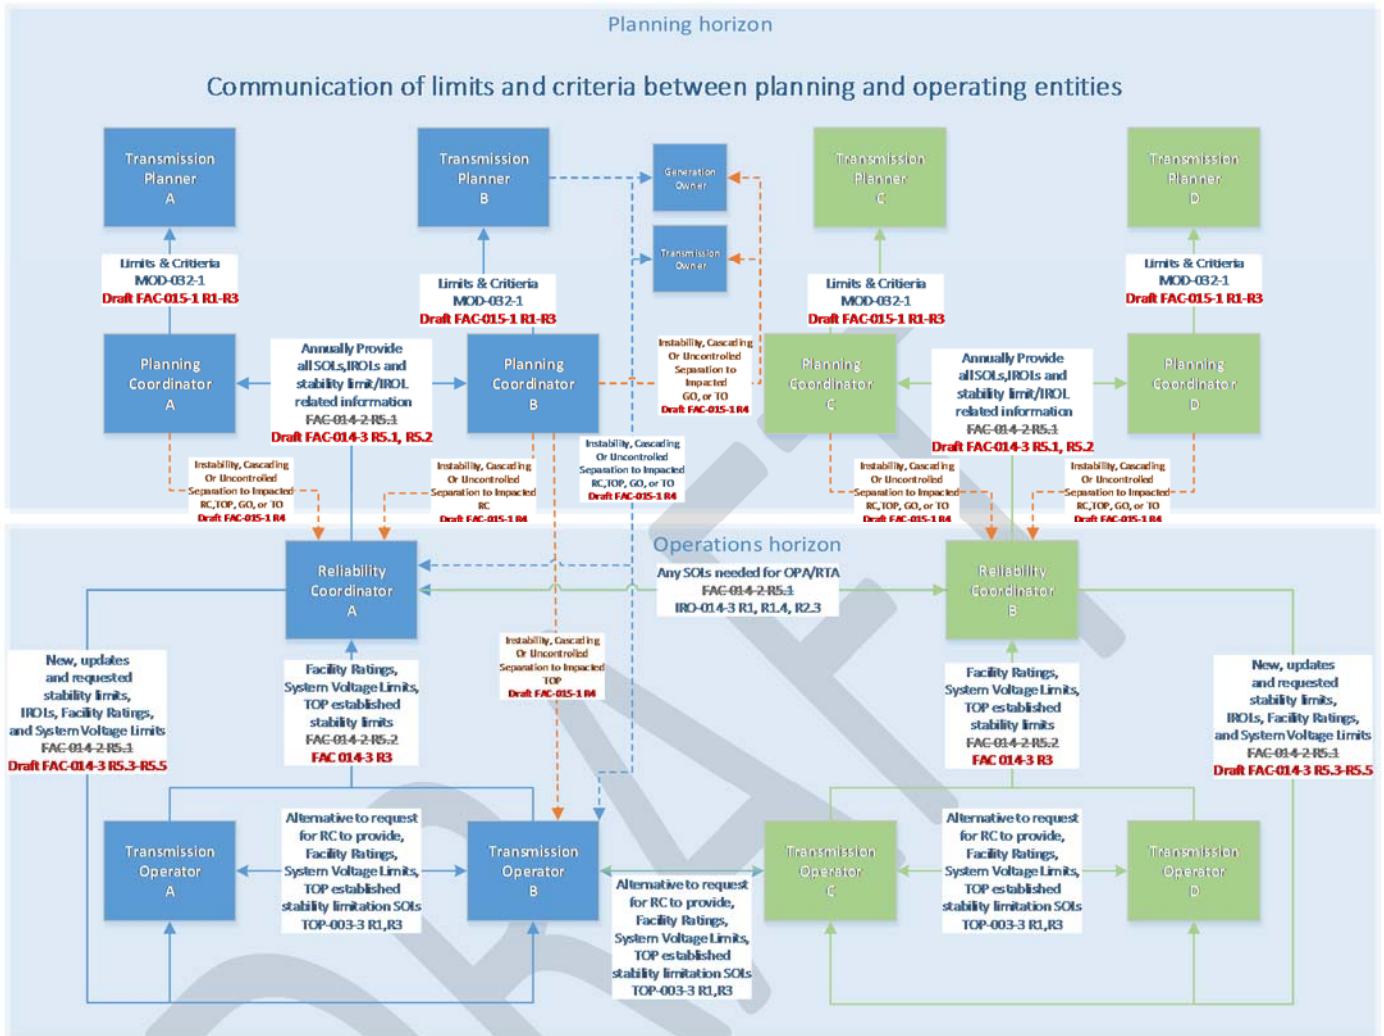 Planning horizon
Communication of limits and criteria between planning and operating entities
Transmission
Planner
A
Transmission
Planner
B
Generation
Owner
Transmission
Owner
Transmission
Planner
C
Transmission
Planner
D
Limits & Critieria
MOD-032-1
Draft FAC-015-1 R1-R3
Limits & Critieria
MOD-032-1
Draft FAC-015-1 R1-R3
Limits & Critieria
MOD-032-1
Draft FAC-015-1 R1-R3
Limits & Critieria
MOD-032-1
Draft FAC-015-1 R1-R3
Planning
Coordinator
A
Annually Provide
all SOLs,IROLs and
stability limit/IROL
related information
FAC-014-2 R5.1
Draft FAC-014-3 R5.1, R5.2
Planning
Coordinator
B
Instability, Cascading
Or Uncontrolled
Separation to
Impacted
GO, or TO
Draft FAC-015-1 R4
Planning
Coordinator
C
Annually Provide
all SOLs,IROLs and
stability limit/IROL
related information
FAC-014-2 R5.1
Draft FAC-014-3 R5.1, R5.2
Planning
Coordinator
D
Instability, Cascading
Or Uncontrolled
Separation to Impacted
RC,TOP, GO, or TO
Draft FAC-015-1 R4
Instability, Cascading
Or Uncontrolled
Separation to Impacted
RC
Draft FAC-015-1 R4
Instability, Cascading
Or Uncontrolled
Separation to Impacted
RC,TOP, GO, or TO
Draft FAC-015-1 R4
Instability, Cascading
Or Uncontrolled
Separation to Impacted
RC,TOP, GO, or TO
Draft FAC-015-1 R4
Instability, Cascading
Or Uncontrolled
Separation to Impacted
RC,TOP, GO, or TO
Draft FAC-015-1 R4
Operations horizon
Reliability
Coordinator
A
Any SOLs needed for OPA/RTA
FAC-014-2 R5.1
IRO-014-3 R1, R1.4, R2.3
Reliability
Coordinator
B
New, updates
and requested
stability limits,
IROLs, Facility Ratings,
and System Voltage Limits
FAC-014-2 R5.1
Draft FAC-014-3 R5.3-R5.5
Facility Ratings,
System Voltage Limits,
TOP established
stability limits
FAC-014-2 R5.2
FAC 014-3 R3
Instability, Cascading
Or Uncontrolled
Separation to Impacted
TOP
Draft FAC-015-1 R4
Facility Ratings,
System Voltage Limits,
TOP established
stability limits
FAC-014-2 R5.2
FAC 014-3 R3
New, updates
and requested
stability limits,
IROLs, Facility Ratings,
and System Voltage Limits
FAC-014-2 R5.1
Draft FAC-014-3 R5.3-R5.5
Transmission
Operator
A
Alternative to request
for RC to provide,
Facility Ratings,
System Voltage Limits,
TOP established
stability limitation SOLs
TOP-003-3 R1,R3
Transmission
Operator
B
Alternative to request
for RC to provide,
Facility Ratings,
System Voltage Limits,
TOP established
stability limitation SOLs
TOP-003-3 R1,R3
Transmission
Operator
C
Alternative to request
for RC to provide,
Facility Ratings,
System Voltage Limits,
TOP established
stability limitation SOLs
TOP-003-3 R1,R3
Transmission
Operator
D
DRAFT